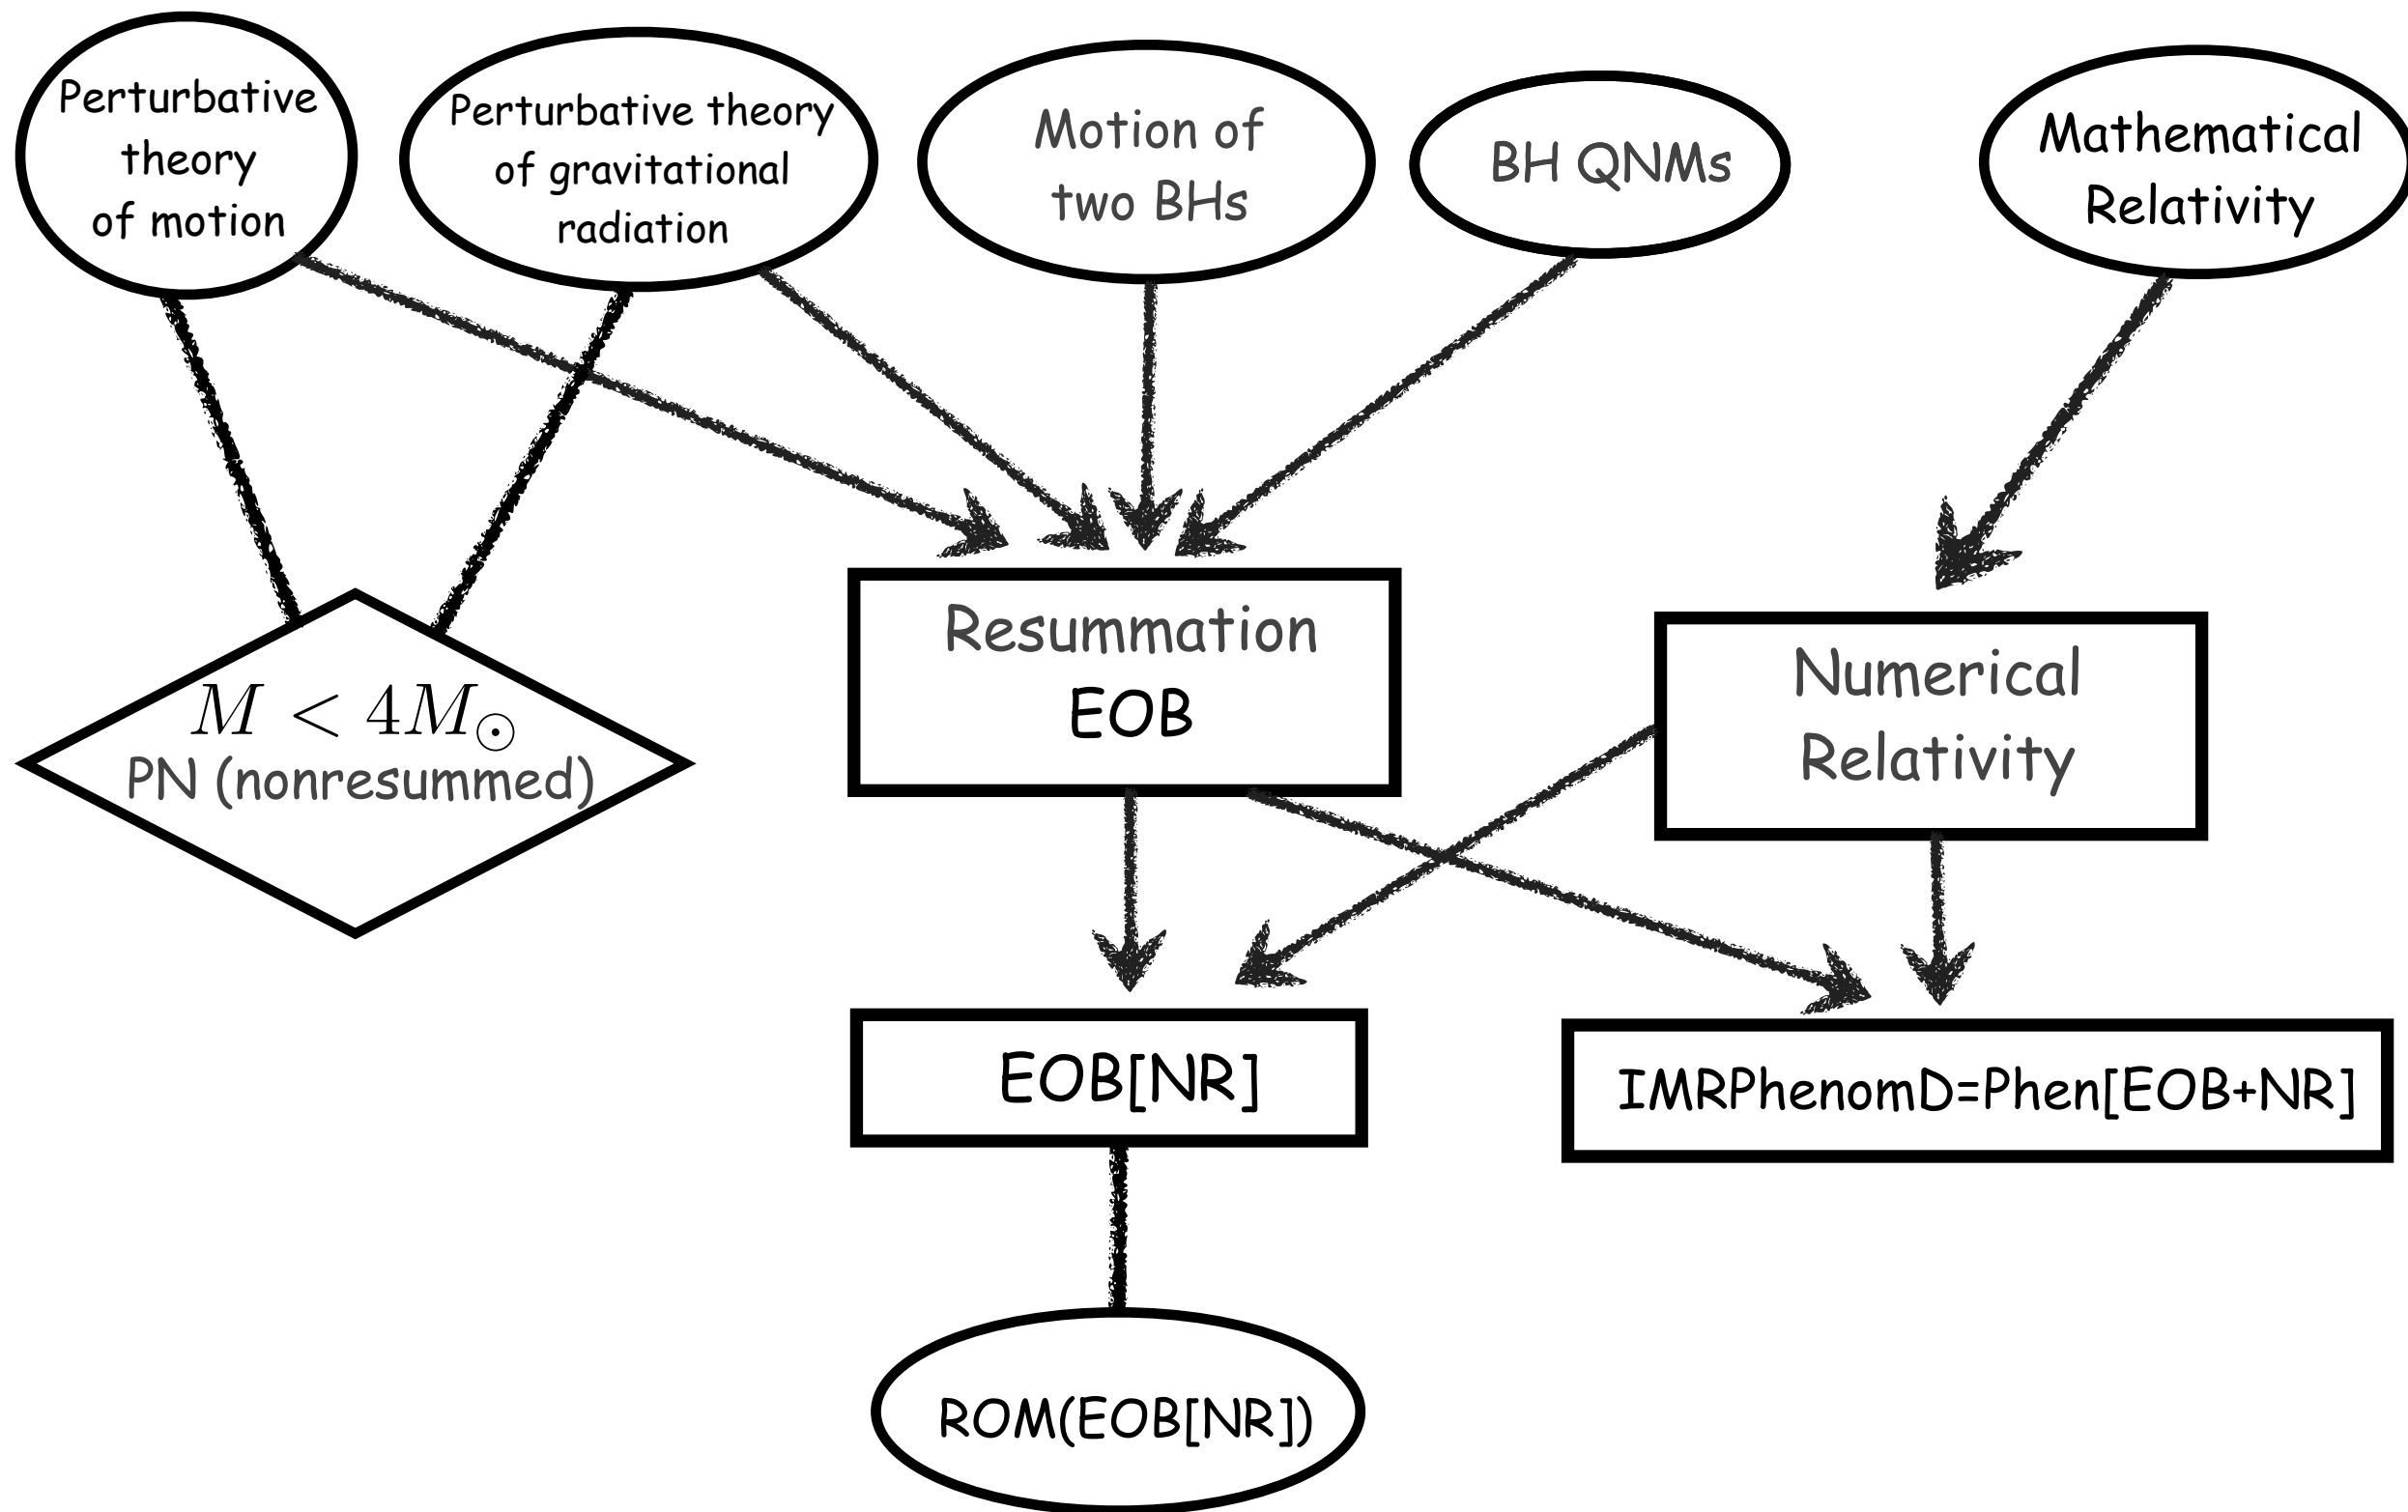 Perturbative
theory
of motion
Perturbative theory
of gravitational
radiation
Motion of
two BHs
BH QNMs
Mathematical
Relativity
M < 4M⊙
PN (nonresummed)
Resummation
EOB
Numerical
Relativity
EOB[NR]
IMRPhenomD=Phen[EOB+NR]
ROM(EOB[NR])